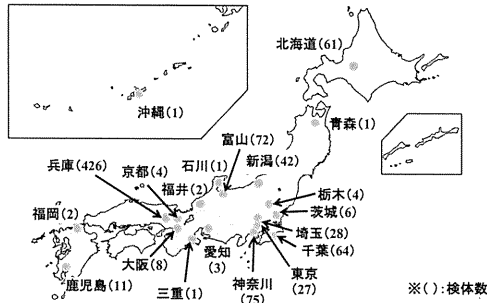 北海道(61)
沖縄(1)
青森(1)
富山(72)
兵庫(426)
京都(4)
石川(1)
新潟(42)
福井(2)
栃木(4)
福岡(2)
茨城(6)
埼玉(28)
千葉(64)
大阪(8)
愛知
(3)
東京
(27)
鹿児島(11)
三重(1)
神奈川
(75)
※( ):検体数